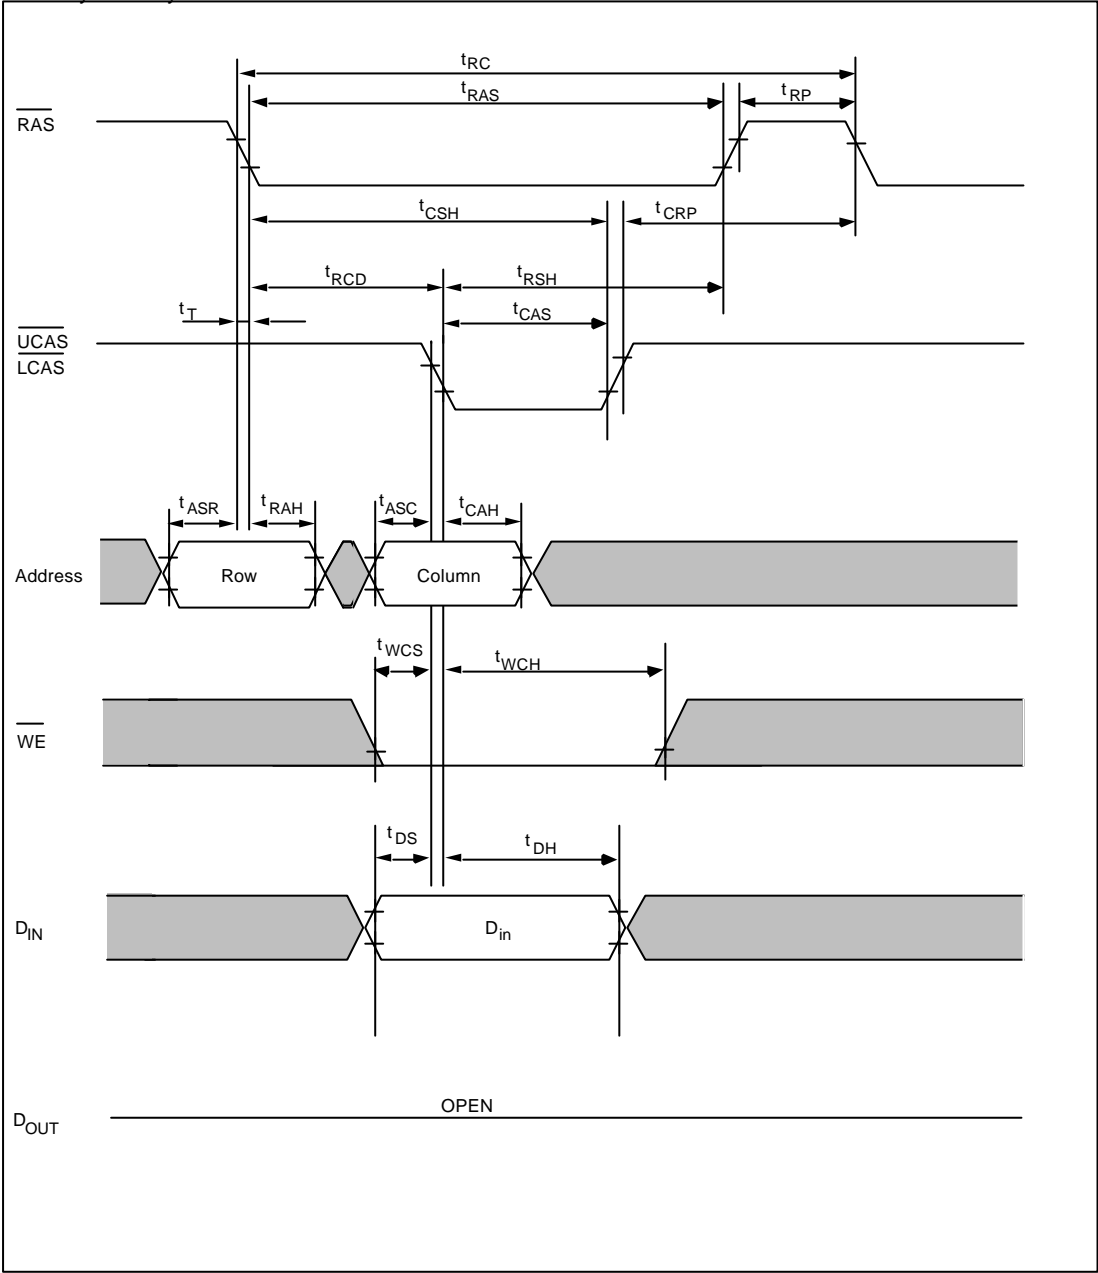 tRC
tRAS
tRP
RAS
tCSH
tCRP
tRCD
tRSH
tT
tCAS
UCAS
LCAS
tASR
tRAH
tASC
tCAH
Address
Row
Column
tWCS
tWCH
WE
tDS
tDH
DIN
Din
OPEN
DOUT